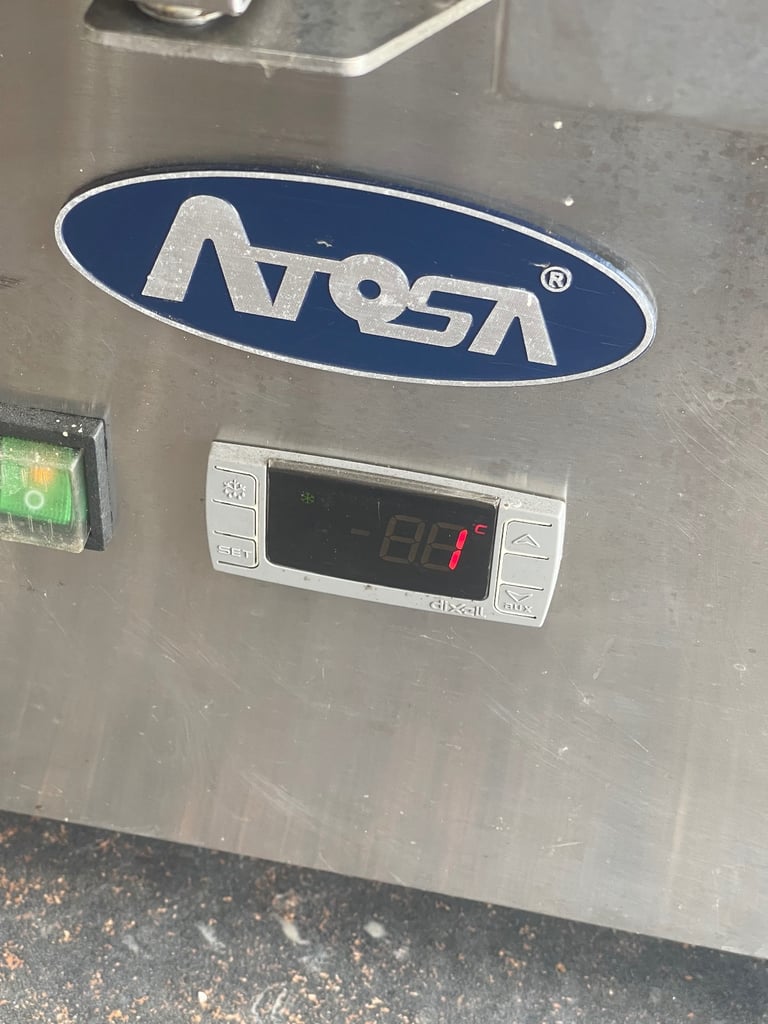 ATOSA®
SET
1 °C
dixell
aux